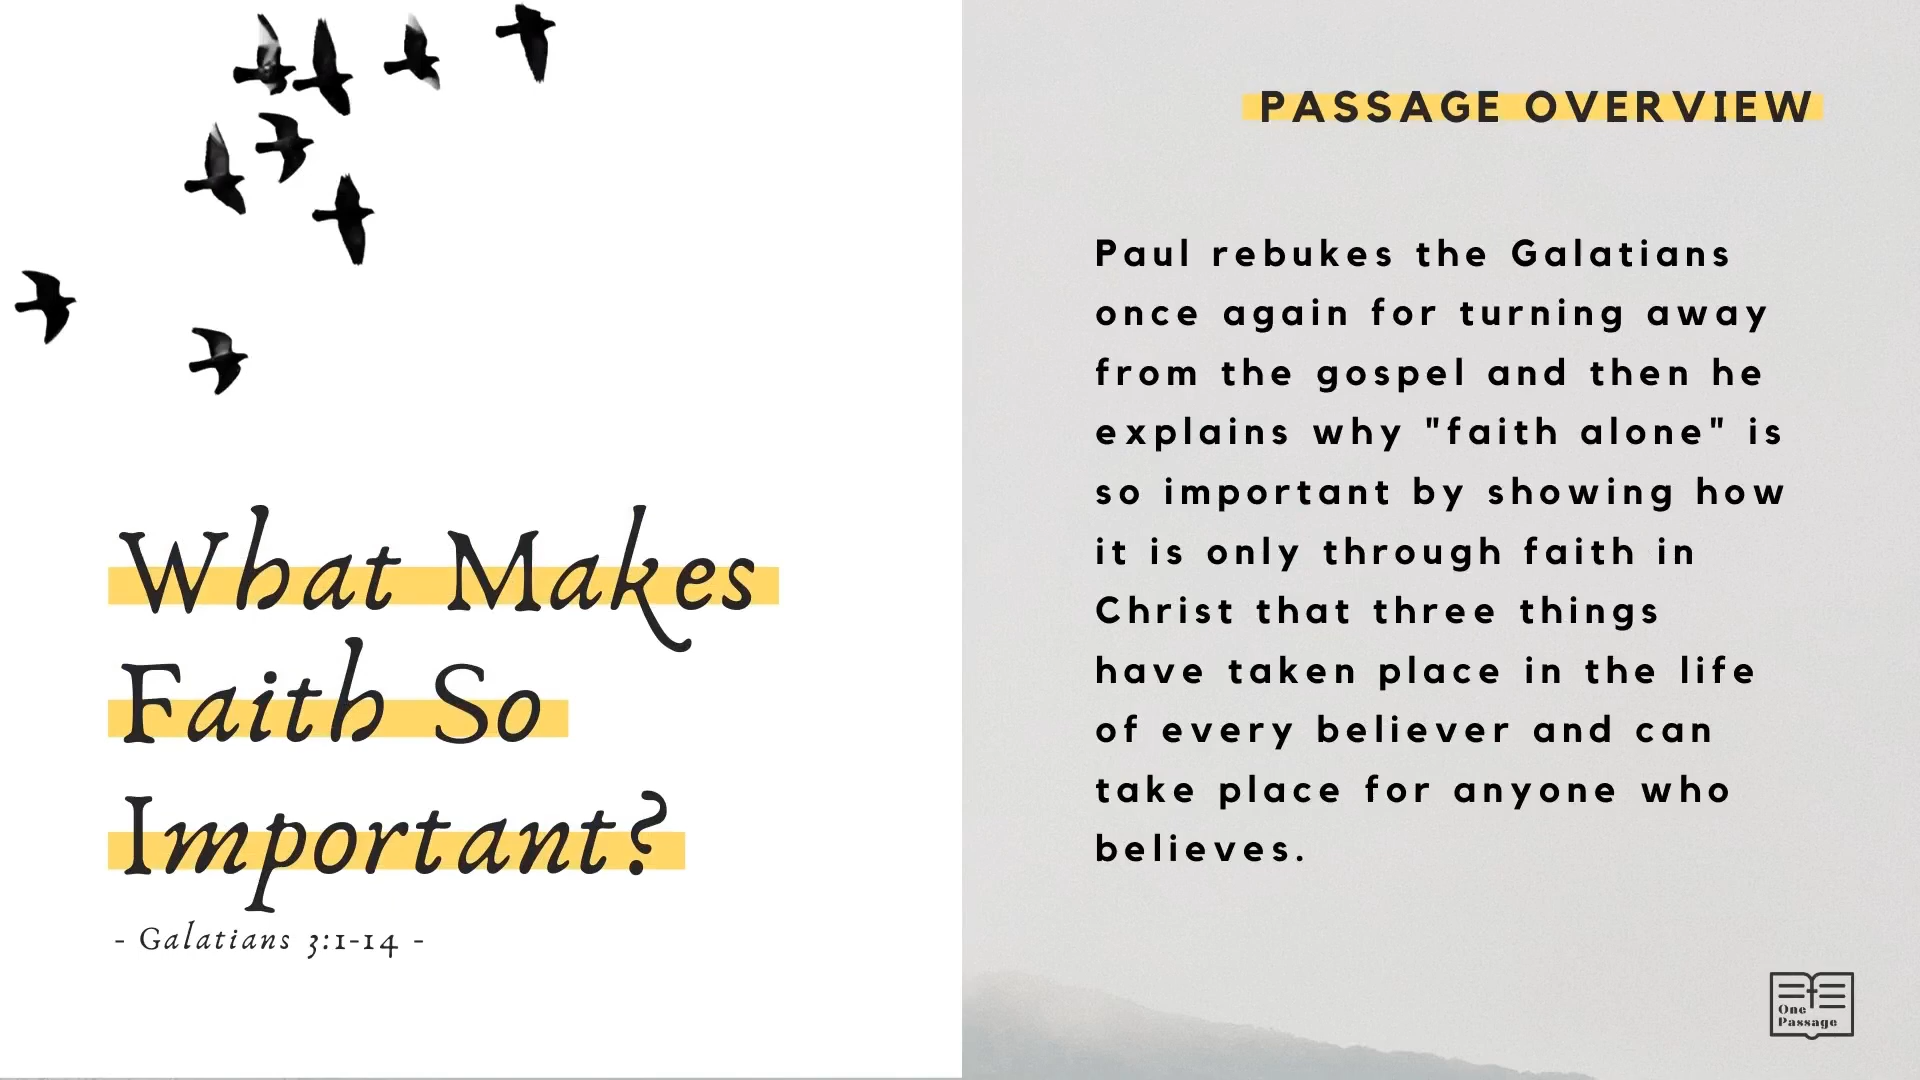 What Makes
Faith So
Important?
- Galatians 3:1-14 -
PASSAGE OVERVIEW
Paul rebukes the Galatians
once again for turning away
from the gospel and then he
explains why "faith alone" is
so important by showing how
it is only through faith in
Christ that three things
have taken place in the life
of every believer and can
take place for anyone who
believes.
One
Passage